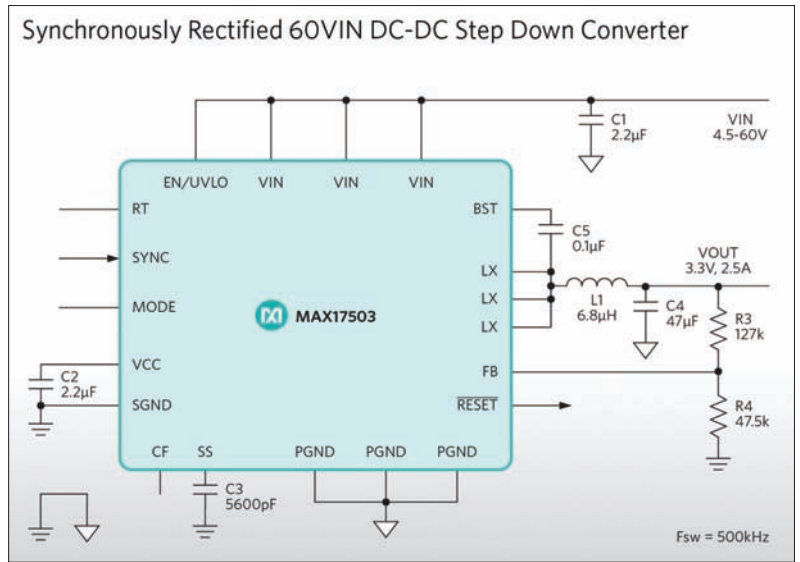 Synchronously Rectified 60VIN DC-DC Step Down Converter
C1
2.2µF
VIN
4.5-60V
EN/UVLO
VIN
VIN
VIN
RT
BST
C5
0.1µF
SYNC
VOUT
3.3V, 2.5A
LX
MODE
LX
L1
6.8µH
C4
47µF
R3
127k
MAX17503
LX
VCC
FB
C2
2.2µF
SGND
RESET
R4
47.5k
CF
SS
PGND
PGND
PGND
C3
5600pF
Fsw = 500kHz